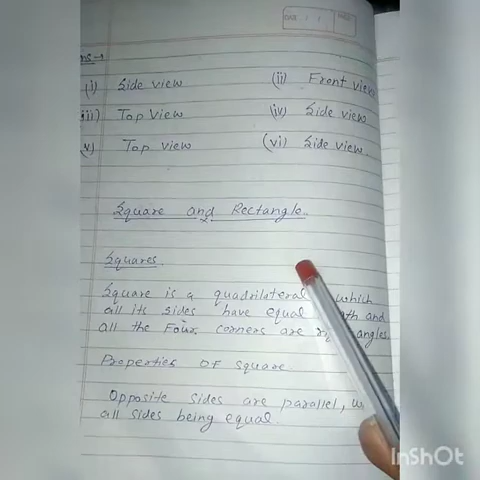 (i) Side view (ii) Front view
(iii) Top view (iv) Side view
(v) Top view (vi) Side view.
Square and Rectangle.
Squares.
Square is a quadrilateral which
all its sides have equal and
all the Four corners are angles
Properties of square
Opposite sides are parallel,
all sides being equal.
InShOt